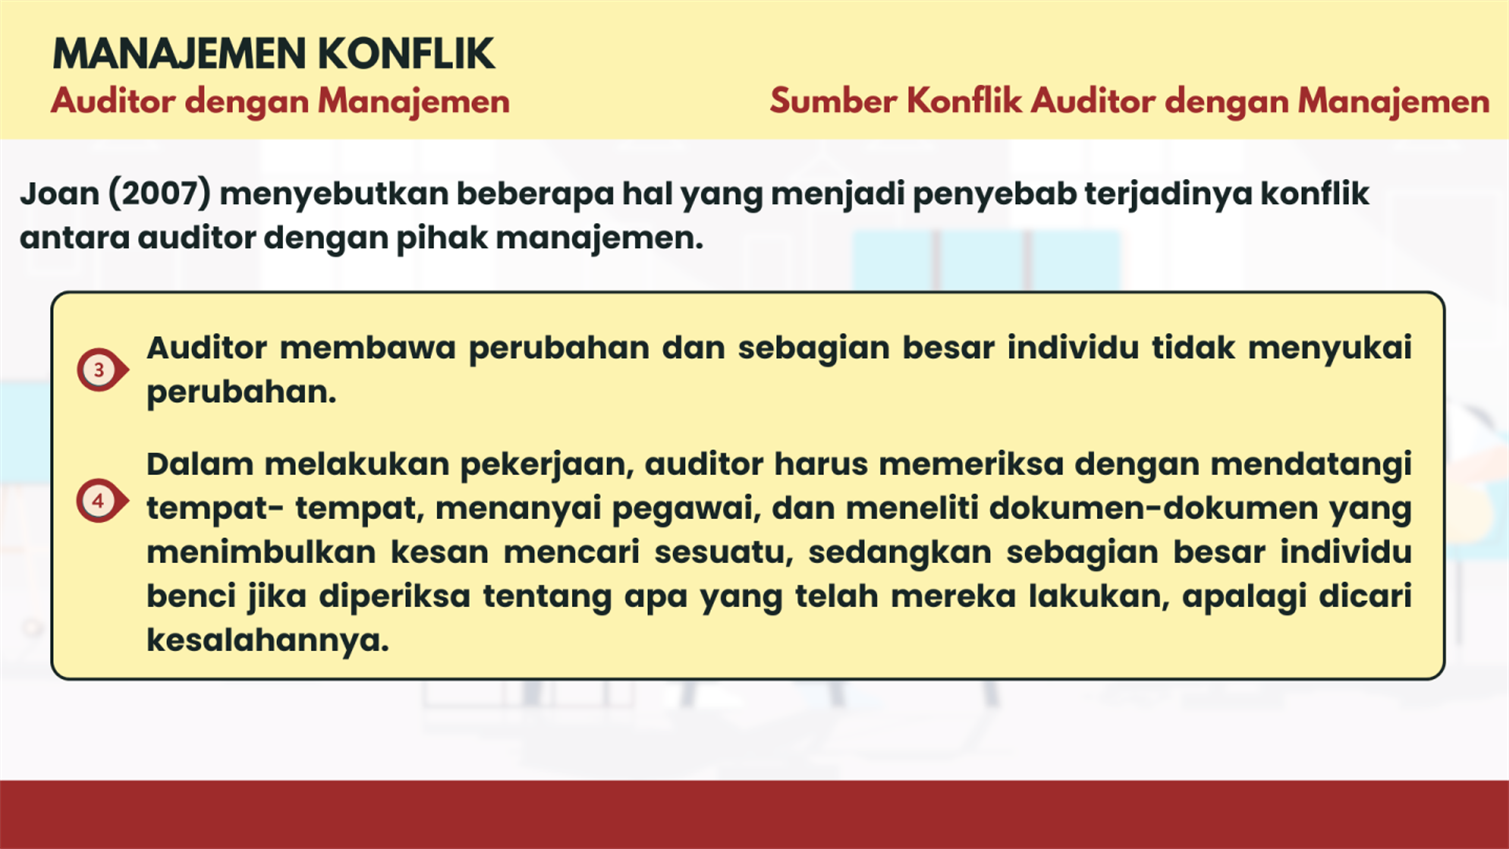 MANAJEMEN KONFLIK
Auditor dengan Manajemen
Sumber Konflik Auditor dengan Manajemen
Joan (2007) menyebutkan beberapa hal yang menjadi penyebab terjadinya konflik
antara auditor dengan pihak manajemen.
3
Auditor membawa perubahan dan sebagian besar individu tidak menyukai
perubahan.
4
Dalam melakukan pekerjaan, auditor harus memeriksa dengan mendatangi
tempat- tempat, menanyai pegawai, dan meneliti dokumen-dokumen yang
menimbulkan kesan mencari sesuatu, sedangkan sebagian besar individu
benci jika diperiksa tentang apa yang telah mereka lakukan, apalagi dicari
kesalahannya.